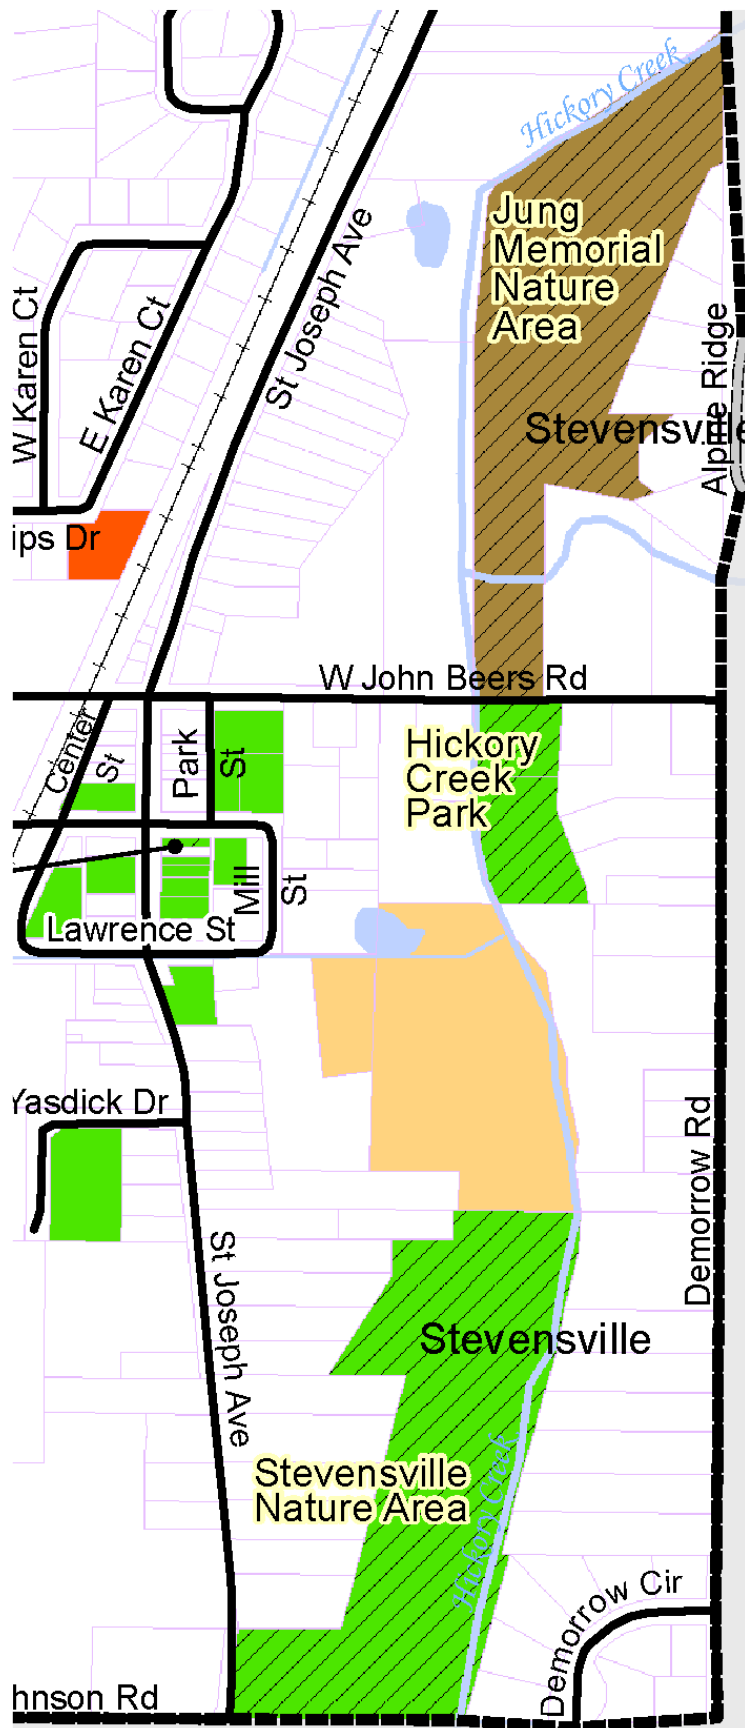 Hickory Creek
Jung
Memorial
Nature
Area
St Joseph Ave
W Karen Ct
E Karen Ct
Alpine Ridge
Stevensville
ips Dr
W John Beers Rd
Center
St
Park
St
Hickory
Creek
Park
Mill
St
Lawrence St
Yasdick Dr
Demorrow Rd
St Joseph Ave
Stevensville
Stevensville
Nature Area
Hickory Creek
Demorrow Cir
hnson Rd